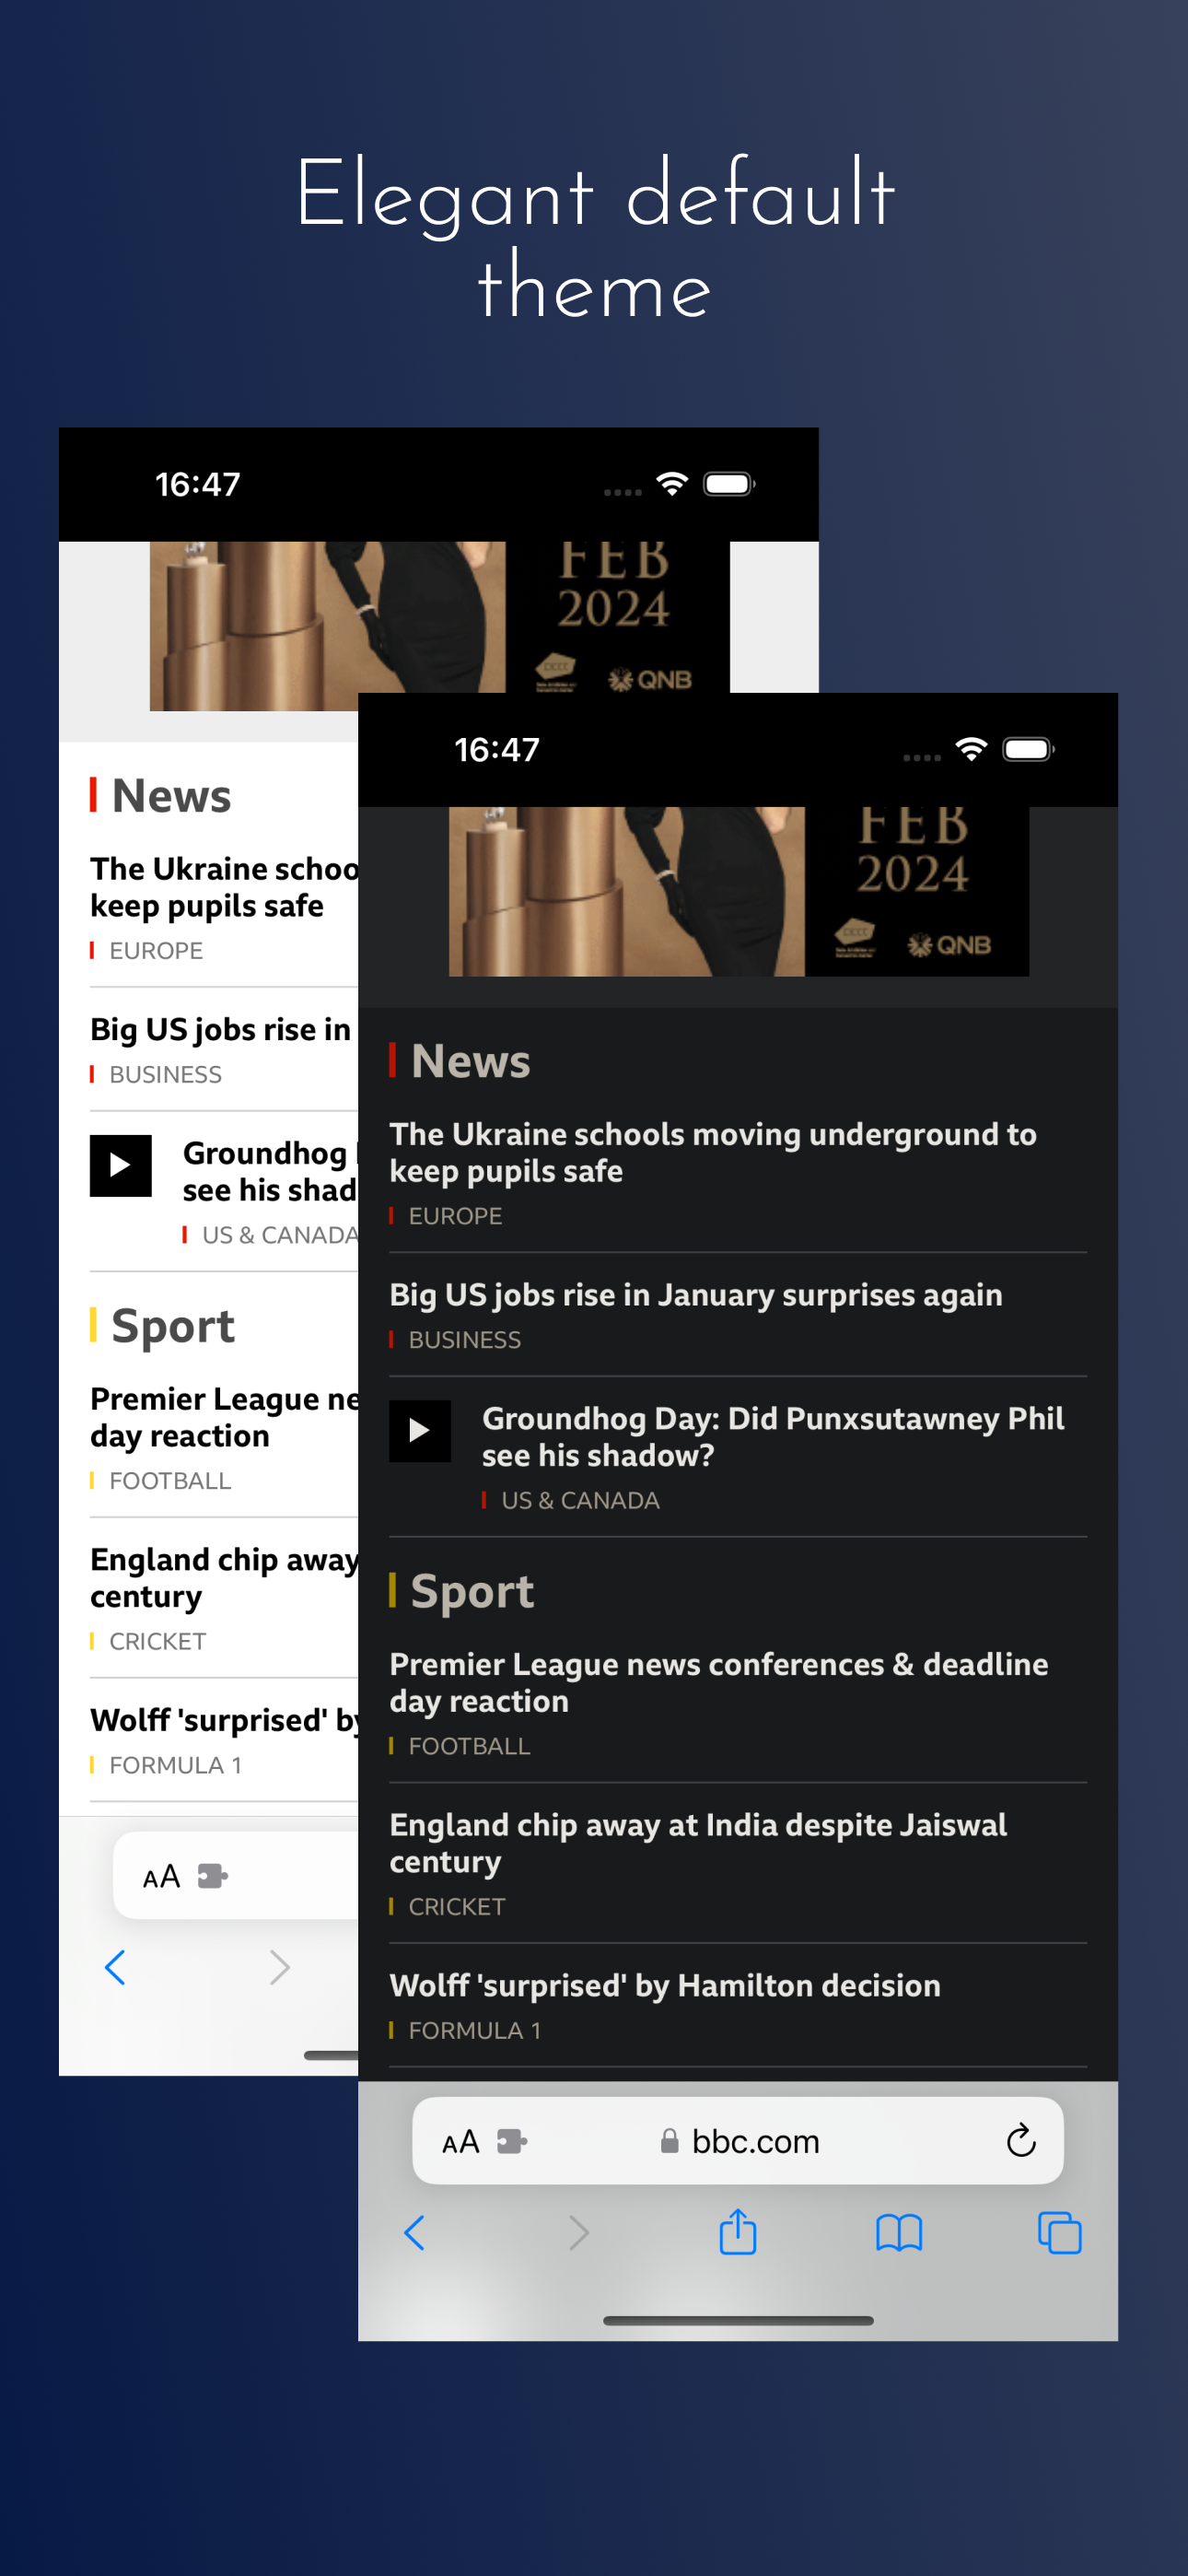 Elegant default
theme
16:47
FEB
2024
QNB
News
The Ukraine schoo
keep pupils safe
EUROPE
Big US jobs rise in
BUSINESS
Groundhog
see his shad
US & CANADA
Sport
Premier League ne
day reaction
FOOTBALL
England chip away
century
CRICKET
Wolff 'surprised' by
FORMULA 1
AA
16:47
FEB
2024
QNB
News
The Ukraine schools moving underground to
keep pupils safe
EUROPE
Big US jobs rise in January surprises again
BUSINESS
Groundhog Day: Did Punxsutawney Phil
see his shadow?
US & CANADA
Sport
Premier League news conferences & deadline
day reaction
FOOTBALL
England chip away at India despite Jaiswal
century
CRICKET
Wolff 'surprised' by Hamilton decision
FORMULA 1
AA bbc.com